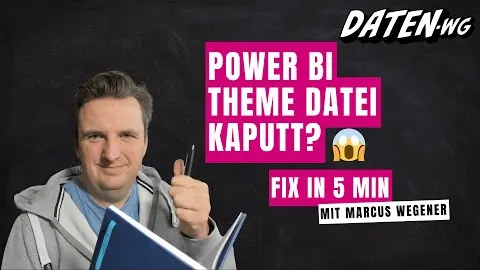 DATEN·WG
POWER BI
THEME DATEI
KAPUTT?
FIX IN 5 MIN
MIT MARCUS WEGENER